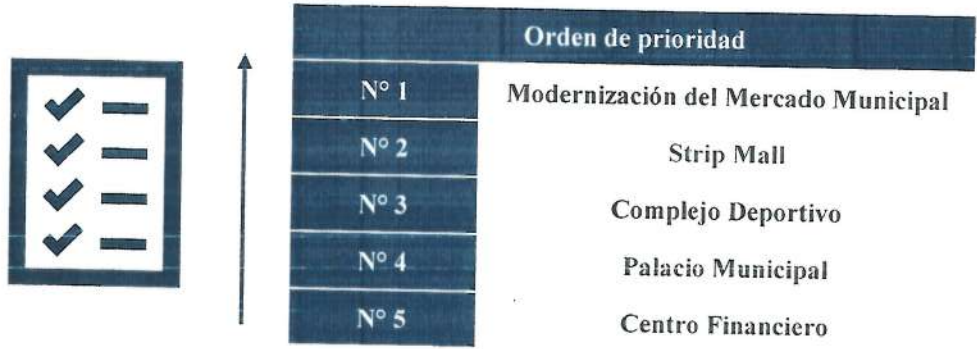 Orden de prioridad
N° 1 Modernización del Mercado Municipal
N° 2 Strip Mall
N° 3 Complejo Deportivo
N° 4 Palacio Municipal
N° 5 Centro Financiero